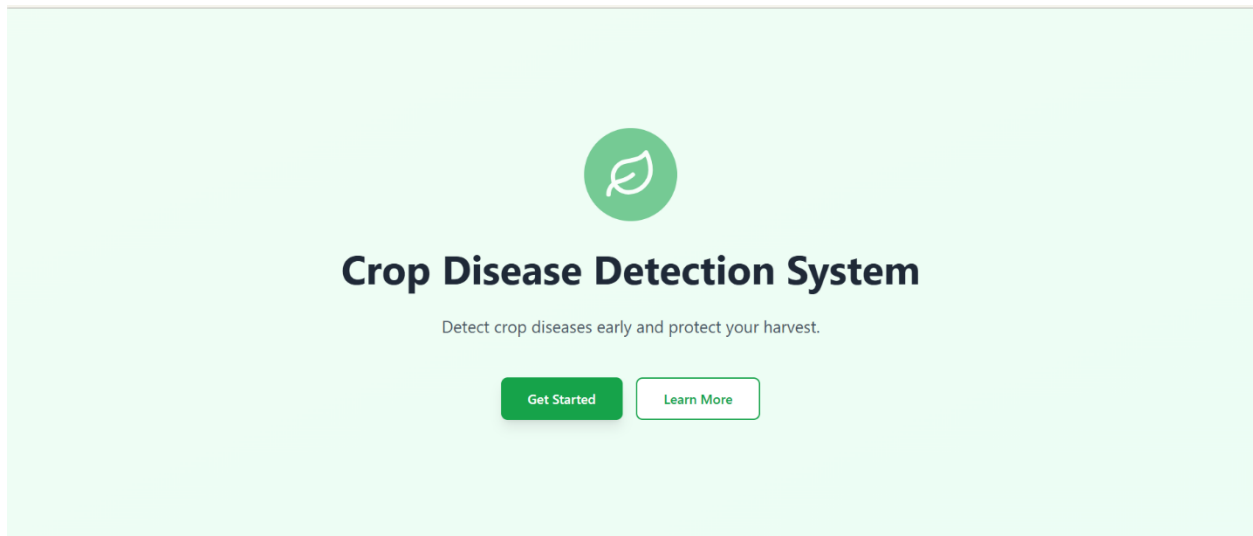 Crop Disease Detection System
Detect crop diseases early and protect your harvest.
Get Started
Learn More